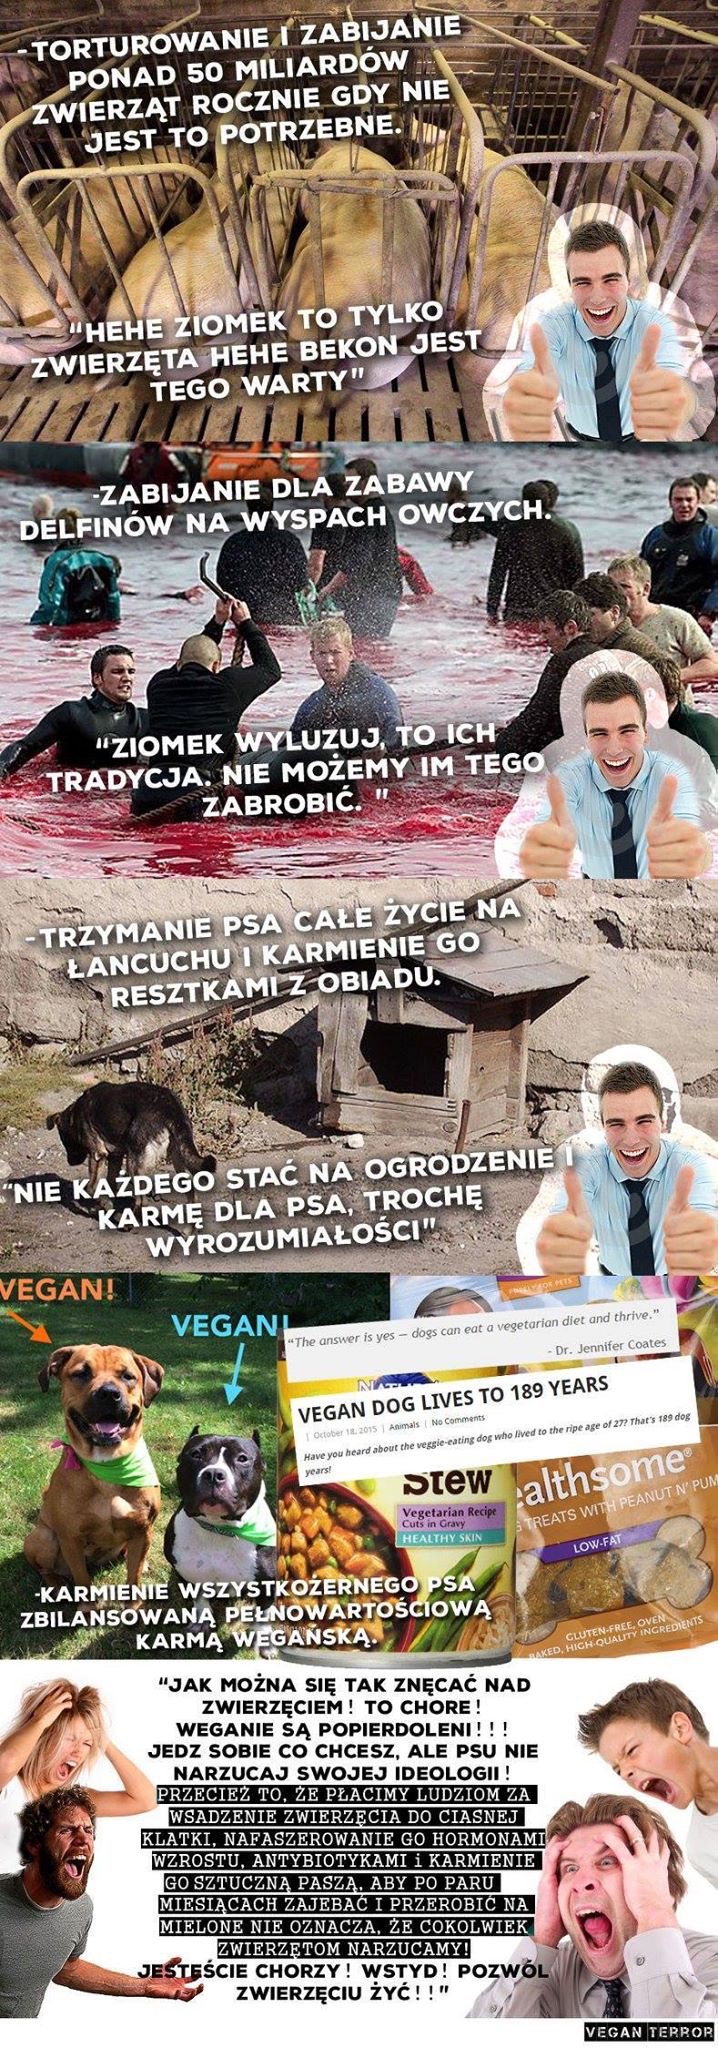 -TORTUROWANIE I ZABIJANIE
PONAD 50 MILIARDÓW
ZWIERZĄT ROCZNIE GDY NIE
JEST TO POTRZEBNE.
"HEHE ZIOMEK TO TYLKO
ZWIERZĘTA HEHE BEKON JEST
TEGO WARTY"
-ZABIJANIE DLA ZABAWY
DELFINÓW NA WYSPACH OWCZYCH.
"ZIOMEK WYLUZUJ, TO ICH
TRADYCJA. NIE MOŻEMY IM TEGO
ZABROBIĆ. "
-TRZYMANIE PSA CAŁE ŻYCIE NA
ŁANCUCHU I KARMIENIE GO
RESZTKAMI Z OBIADU.
"NIE KAŻDEGO STAĆ NA OGRODZENIE I
KARMĘ DLA PSA, TROCHĘ
WYROZUMIAŁOŚCI"
VEGAN!
VEGAN!
PURELY FOR PETS
"The answer is yes — dogs can eat a vegetarian diet and thrive."
- Dr. Jennifer Coates
VEGAN DOG LIVES TO 189 YEARS
| October 18, 2015 | Animals | No Comments
Have you heard about the veggie-eating dog who lived to the ripe age of 27? That's 189 dog
years!
Stew
Vegetarian Recipe
Cuts in Gravy
HEALTHY SKIN
ealthsome®
G TREATS WITH PEANUT N' PUM
LOW-FAT
GLUTEN-FREE, OVEN-
BAKED, HIGH-QUALITY INGREDIENTS
-KARMIENIE WSZYSTKOŻERNEGO PSA
ZBILANSOWANĄ PEŁNOWARTOŚCIOWĄ
KARMĄ WEGAŃSKĄ.
"JAK MOŻNA SIĘ TAK ZNĘCAĆ NAD
ZWIERZĘCIEM! TO CHORE!
WEGANIE SĄ POPIERDOLENI!!!
JEDZ SOBIE CO CHCESZ, ALE PSU NIE
NARZUCAJ SWOJEJ IDEOLOGII!
PRZECIEŻ TO, ŻE PŁACIMY LUDZIOM ZA
WSADZENIE ZWIERZĘCIA DO CIASNEJ
KLATKI, NAFASZEROWANIE GO HORMONAMI
WZROSTU, ANTYBIOTYKAMI i KARMIENIE
GO SZTUCZNĄ PASZĄ, ABY PO PARU
MIESIĄCACH ZAJEBAĆ I PRZEROBIĆ NA
MIELONE NIE OZNACZA, ŻE COKOLWIEK
ZWIERZĘTOM NARZUCAMY!
JESTEŚCIE CHORZY! WSTYD! POZWÓL
ZWIERZĘCIU ŻYĆ!!"
VEGAN TERROR